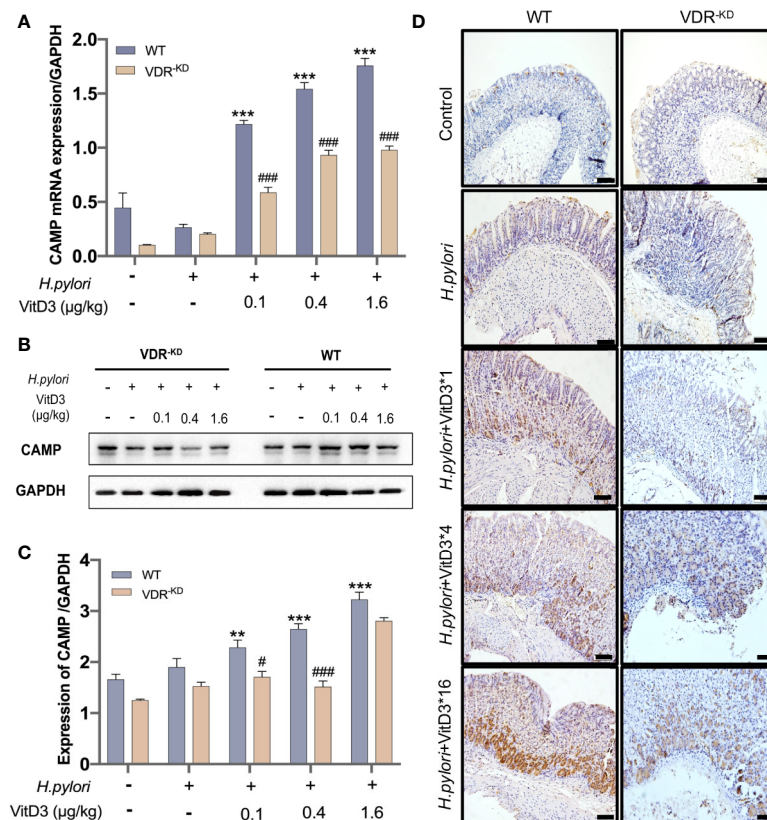 A
WT
VDR-KD
CAMP mRNA expression/GAPDH
2.0
1.5
1.0
0.5
0.0
***
***
***
###
###
###
H.pylori - + + + +
VitD3 (μg/kg) - - 0.1 0.4 1.6
B
VDR-KD WT
H.pylori - + + + + - + + + +
VitD3
(μg/kg) - - 0.1 0.4 1.6 - - 0.1 0.4 1.6
CAMP
GAPDH
C
WT
VDR-KD
Expression of CAMP /GAPDH
4
3
2
1
0
**
***
***
#
###
H.pylori - + + + +
VitD3 (μg/kg) - - 0.1 0.4 1.6
D
WT VDR-KD
Control
H.pylori
H.pylori+VitD3*1
H.pylori+VitD3*4
H.pylori+VitD3*16